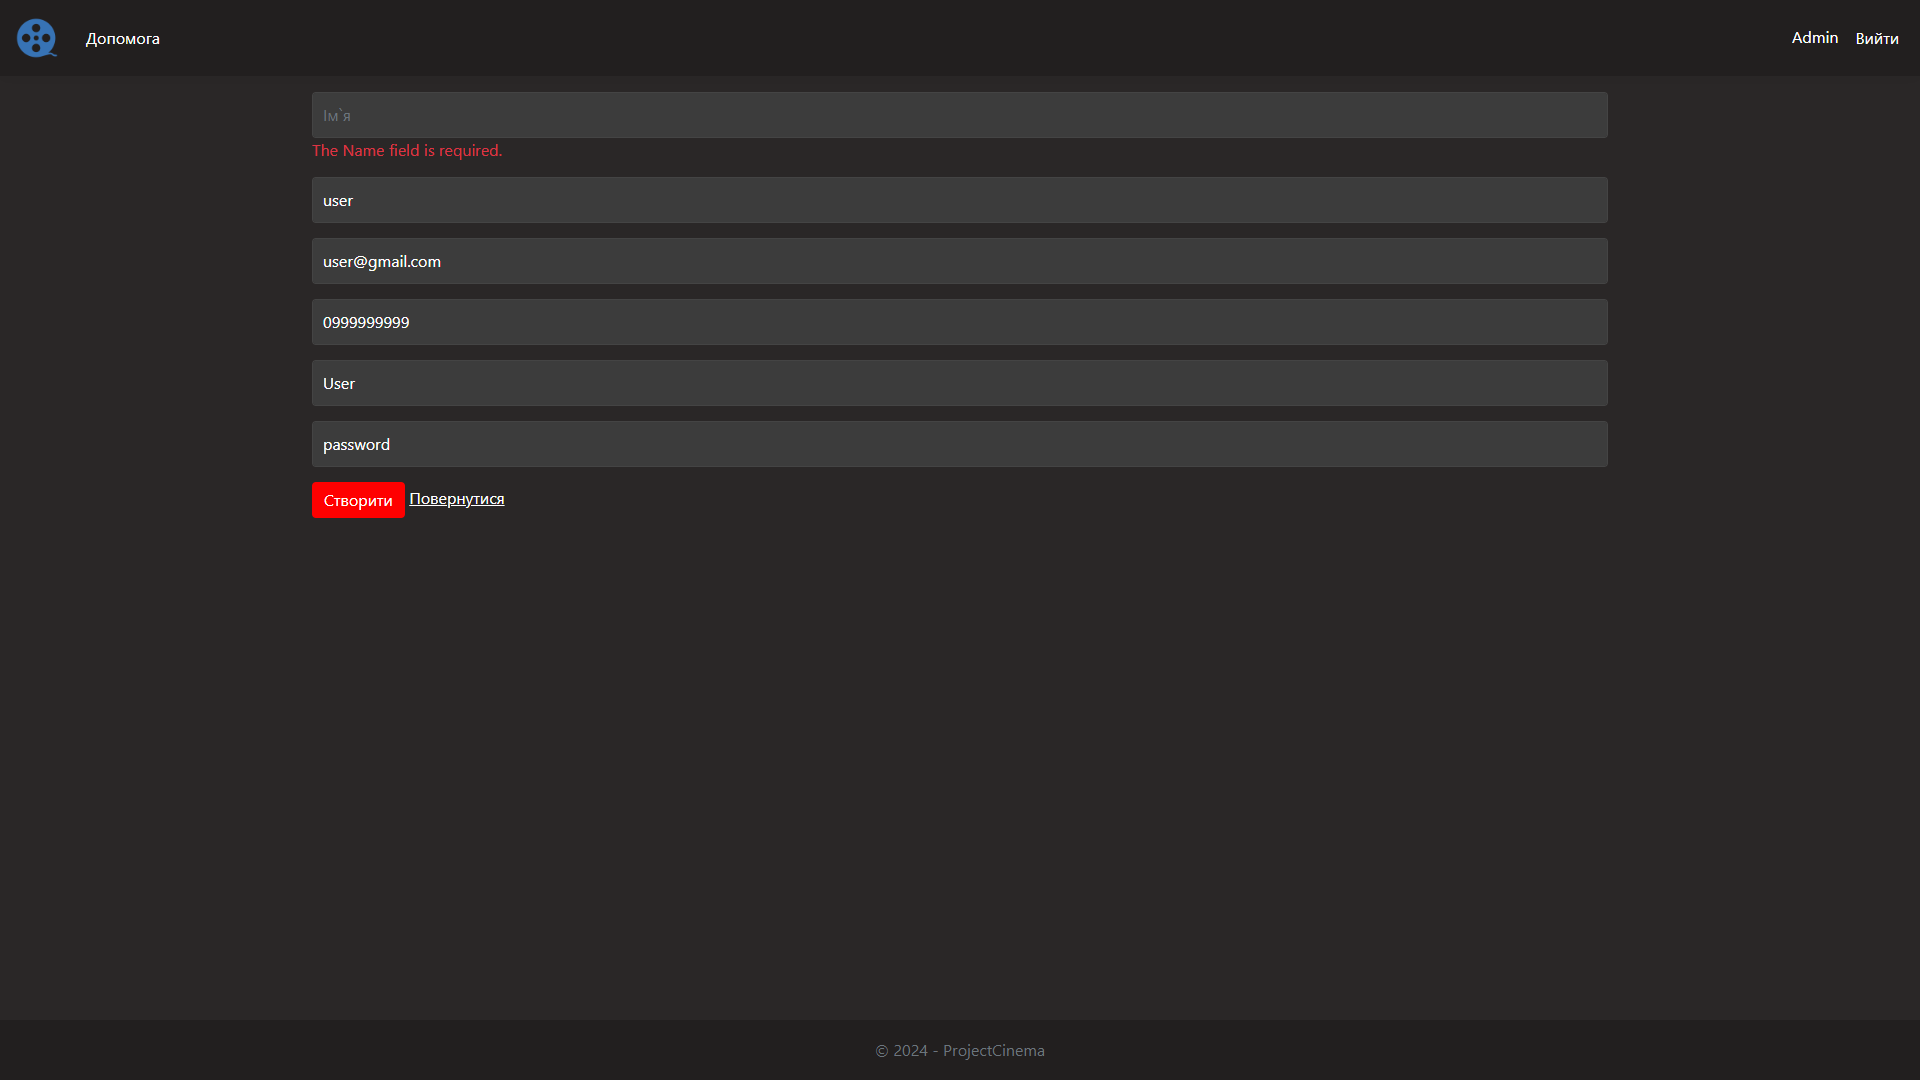 Допомога
Admin
Вийти
Ім`я
The Name field is required.
user
user@gmail.com
0999999999
User
password
Створити
Повернутися
© 2024 - ProjectCinema